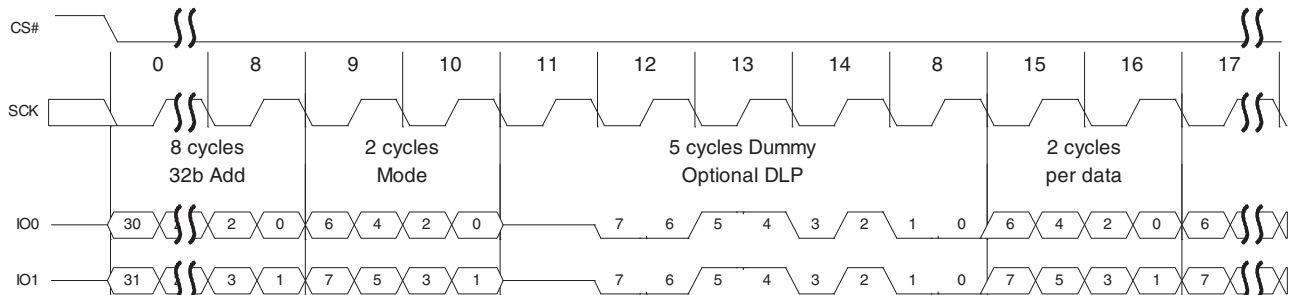 CS#
0 8 9 10 11 12 13 14 8 15 16 17
SCK
8 cycles 2 cycles 5 cycles Dummy 2 cycles
32b Add Mode Optional DLP per data
IO0 30 2 0 6 4 2 0 7 6 5 4 3 2 1 0 6 4 2 0 6
IO1 31 3 1 7 5 3 1 7 6 5 4 3 2 1 0 7 5 3 1 7